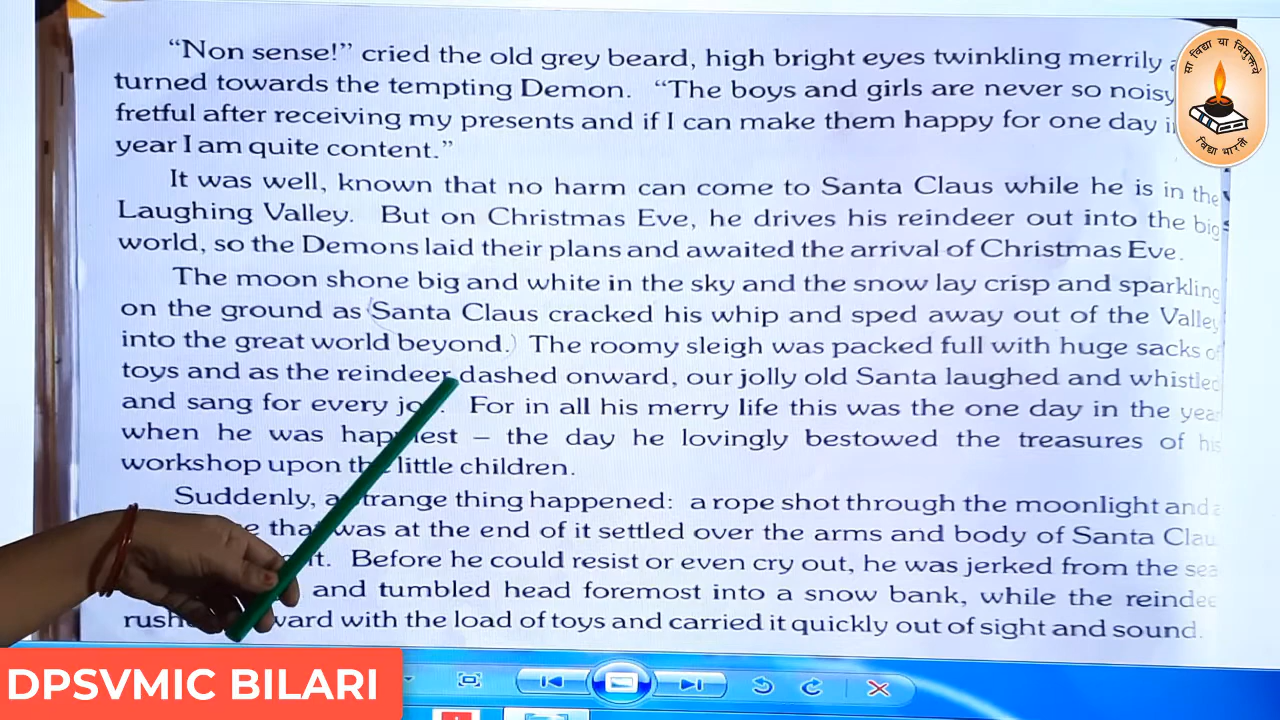 “Non sense!” cried the old grey beard, high bright eyes twinkling merrily
turned towards the tempting Demon. “The boys and girls are never so noisy
fretful after receiving my presents and if I can make them happy for one day
year I am quite content.”
It was well, known that no harm can come to Santa Claus while he is in the
Laughing Valley. But on Christmas Eve, he drives his reindeer out into the big
world, so the Demons laid their plans and awaited the arrival of Christmas Eve.
The moon shone big and white in the sky and the snow lay crisp and sparkling
on the ground as Santa Claus cracked his whip and sped away out of the Valley
into the great world beyond.) The roomy sleigh was packed full with huge sacks of
toys and as the reindeer dashed onward, our jolly old Santa laughed and whistled
and sang for every joy. For in all his merry life this was the one day in the year
when he was happiest – the day he lovingly bestowed the treasures of his
workshop upon the little children.
Suddenly, a strange thing happened: a rope shot through the moonlight and a
that was at the end of it settled over the arms and body of Santa Clau
Before he could resist or even cry out, he was jerked from the sea
and tumbled head foremost into a snow bank, while the reindee
rushed with the load of toys and carried it quickly out of sight and sound.
सा विद्या या विमुक्तये
विद्या भारती
DPSVMIC BILARI